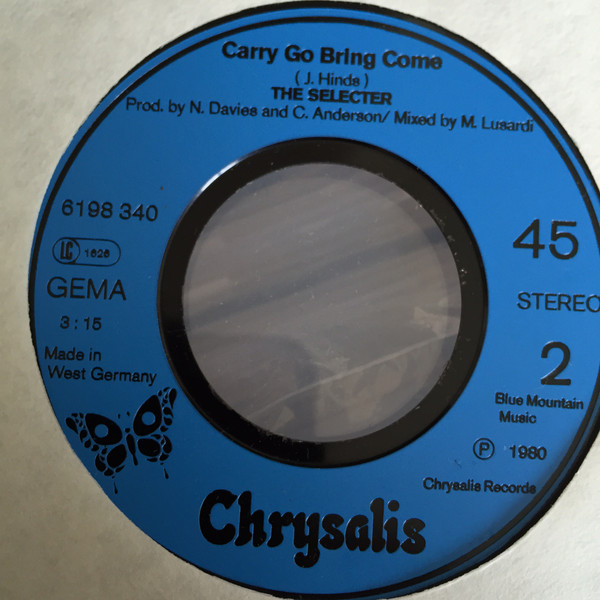 Carry Go Bring Come
( J. Hinds )
THE SELECTER
Prod. by N. Davies and C. Anderson/ Mixed by M. Lusardi
6198 340
LC 1626
GEMA
3 : 15
Made in
West Germany
45
STEREO
2
Blue Mountain
Music
℗ 1980
Chrysalis Records
Chrysalis